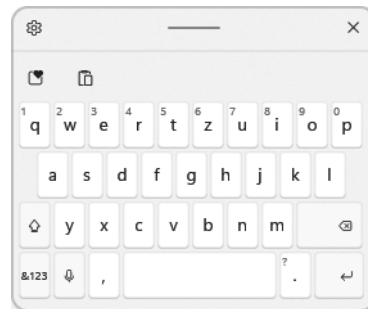 1 2 3 4 5 6 7 8 9 0
q w e r t z u i o p
a s d f g h j k l
y x c v b n m
?
&123 , .